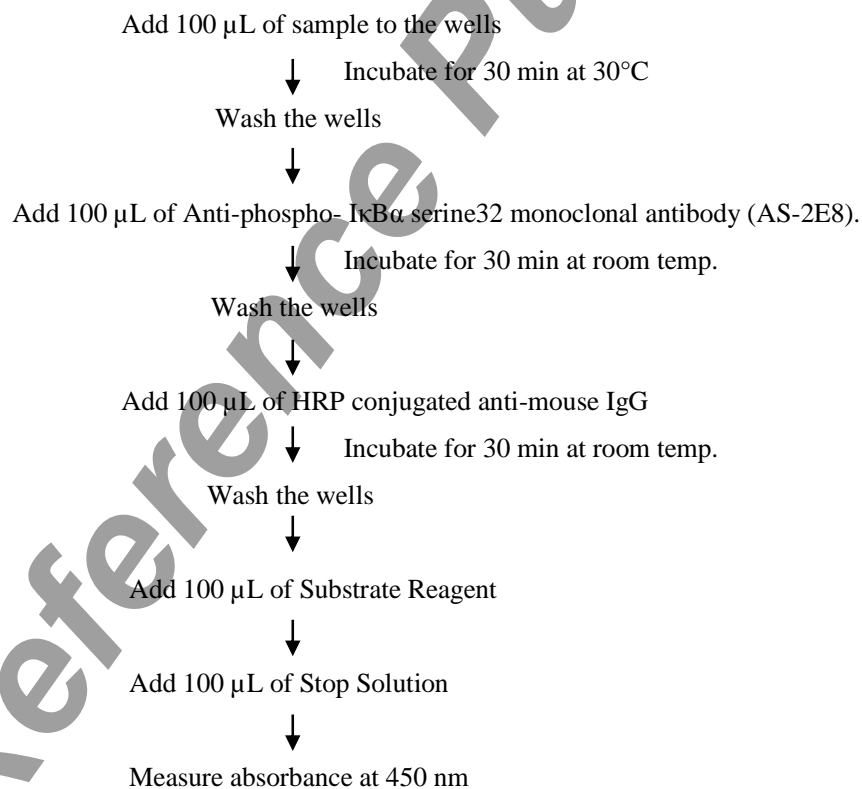 Add 100 µL of sample to the wells
Incubate for 30 min at 30°C
Wash the wells
Add 100 µL of Anti-phospho- IκBα serine32 monoclonal antibody (AS-2E8).
Incubate for 30 min at room temp.
Wash the wells
Add 100 µL of HRP conjugated anti-mouse IgG
Incubate for 30 min at room temp.
Wash the wells
Add 100 µL of Substrate Reagent
Add 100 µL of Stop Solution
Measure absorbance at 450 nm
eference